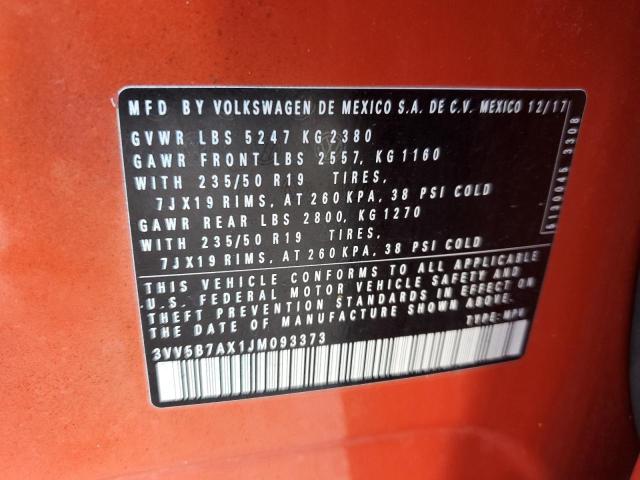 MFD BY VOLKSWAGEN DE MEXICO S.A. DE C.V. MEXICO 12/17
GVWR LBS 5247 KG 2380
GAWR FRONT LBS 2557, KG 1160
WITH 235/50 R19 TIRES,
7JX19 RIMS, AT 260 KPA, 38 PSI COLD
GAWR REAR LBS 2800, KG 1270
WITH 235/50 R19 TIRES,
7JX19 RIMS, AT 260 KPA, 38 PSI COLD
THIS VEHICLE CONFORMS TO ALL APPLICABLE
U.S. FEDERAL MOTOR VEHICLE SAFETY AND
THEFT PREVENTION STANDARDS IN EFFECT ON
THE DATE OF MANUFACTURE SHOWN ABOVE.
3VV5B7AX1JM093373 TYPE: MPV
3308